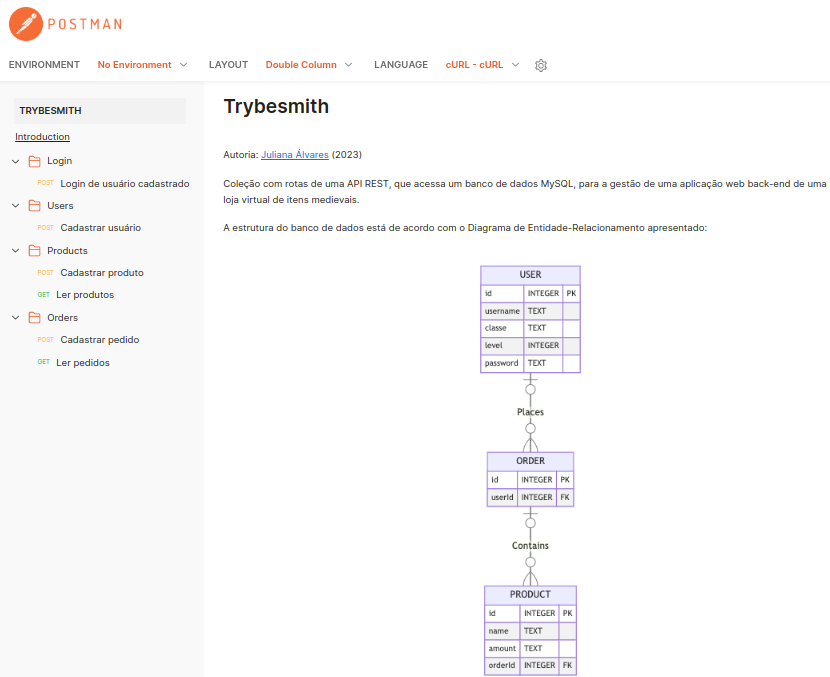 POSTMAN
ENVIRONMENT No Environment LAYOUT Double Column LANGUAGE cURL - cURL
TRYBESMITH
Introduction
Login
POST Login de usuário cadastrado
Users
POST Cadastrar usuário
Products
POST Cadastrar produto
GET Ler produtos
Orders
POST Cadastrar pedido
GET Ler pedidos
Trybesmith
Autoria: Juliana Álvares (2023)
Coleção com rotas de uma API REST, que acessa um banco de dados MySQL, para a gestão de uma aplicação web back-end de uma
loja virtual de itens medievais.
A estrutura do banco de dados está de acordo com o Diagrama de Entidade-Relacionamento apresentado:
USER
id INTEGER PK
username TEXT
classe TEXT
level INTEGER
password TEXT
Places
ORDER
id INTEGER PK
userId INTEGER FK
Contains
PRODUCT
id INTEGER PK
name TEXT
amount TEXT
orderId INTEGER FK